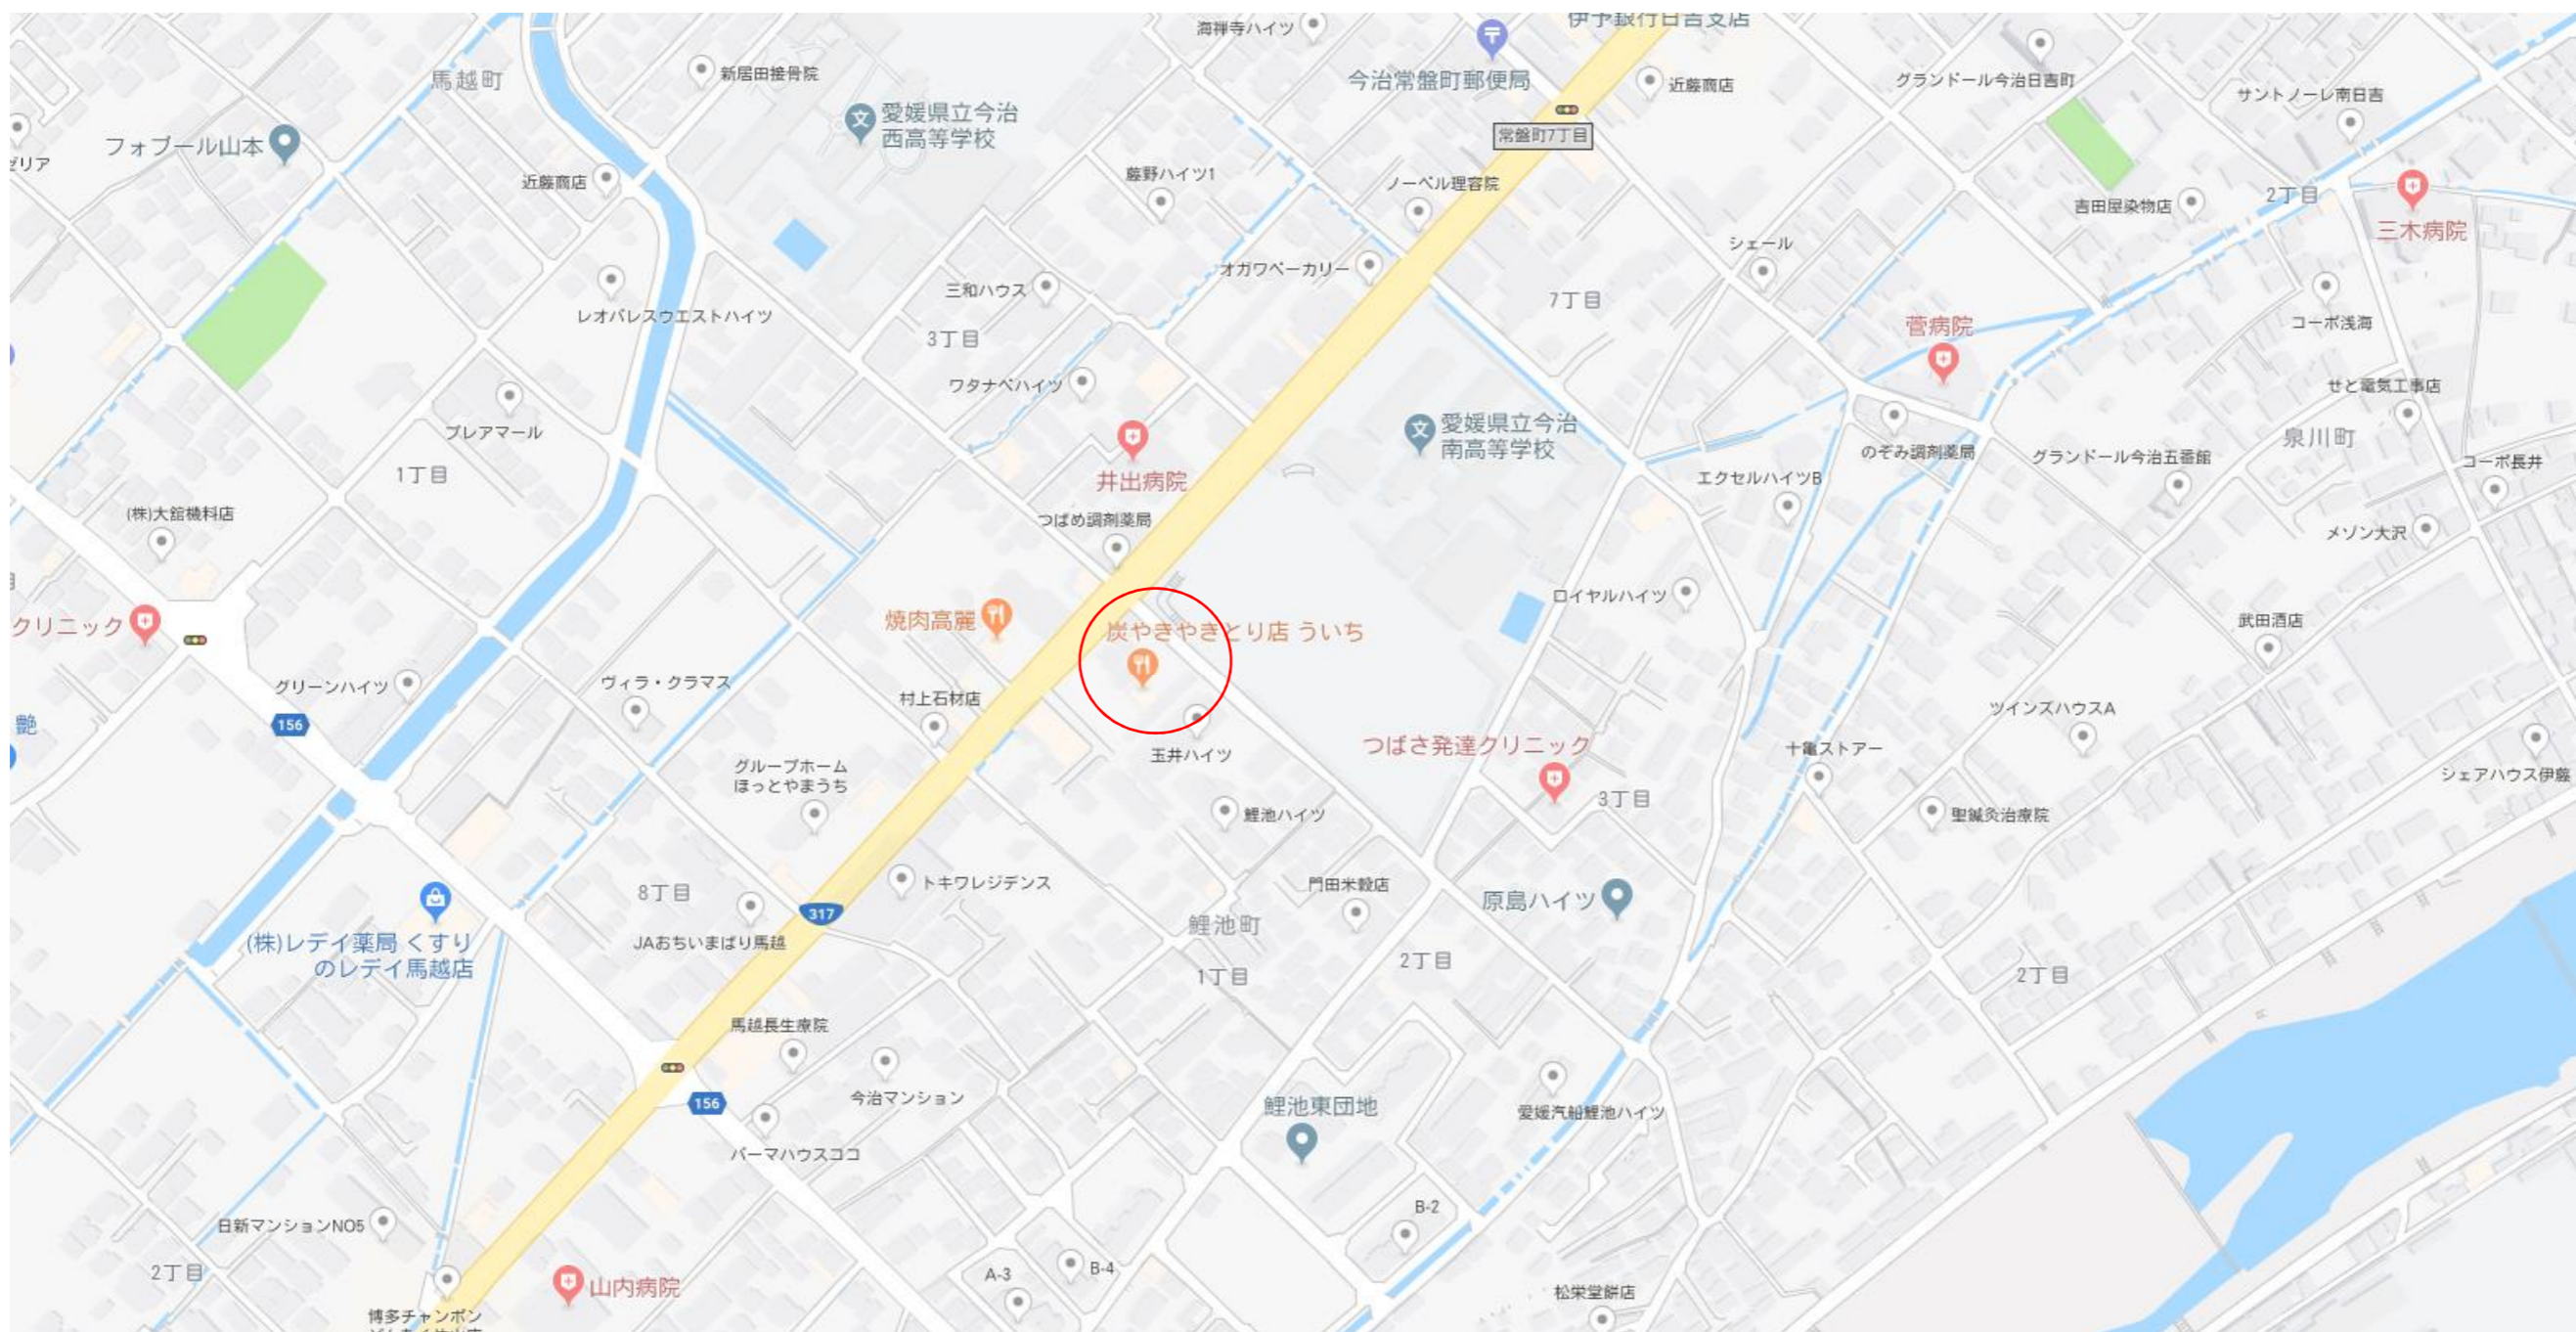 海禅寺ハイツ
伊予銀行日吉支店
馬越町
新居田接骨院
今治常盤町郵便局
近藤商店
グランドール今治日吉町
サントノーレ南日吉
愛媛県立今治
西高等学校
常盤町7丁目
フォブール山本
ゼリア
近藤商店
藤野ハイツ1
ノーベル理容院
吉田屋染物店
2丁目
三木病院
シェール
オガワベーカリー
三和ハウス
7丁目
レオパレスウエストハイツ
3丁目
菅病院
コーポ浅海
ワタナベハイツ
せと電気工事店
プレアマール
愛媛県立今治
南高等学校
のぞみ調剤薬局
グランドール今治五番館
泉川町
コーポ長井
1丁目
井出病院
エクセルハイツB
(株)大舘機料店
つばめ調剤薬局
メゾン大沢
ロイヤルハイツ
クリニック
焼肉高麗
炭やきやきとり店 ういち
武田酒店
グリーンハイツ
ヴィラ・クラマス
村上石材店
ツインズハウスA
艶
156
玉井ハイツ
つばさ発達クリニック
十亀ストアー
シェアハウス伊藤
グループホーム
ほっとやまうち
鯉池ハイツ
3丁目
聖鍼灸治療院
トキワレジデンス
門田米穀店
原島ハイツ
8丁目
317
鯉池町
(株)レデイ薬局 くすり
のレデイ馬越店
JAおちいまばり馬越
1丁目
2丁目
2丁目
馬越長生療院
今治マンション
156
鯉池東団地
愛媛汽船鯉池ハイツ
パーマハウスココ
日新マンションNO5
B-2
2丁目
A-3
B-4
山内病院
松栄堂餅店
博多チャンポン